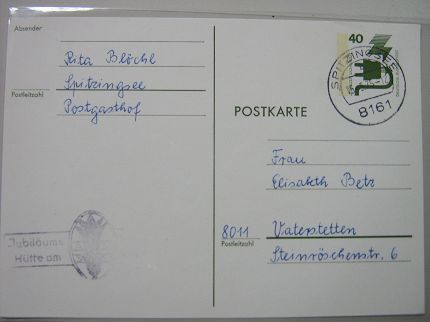 Absender
Rita Blöchl
Spitzingsee
Postleitzahl
Postgasthof
40
SPITZINGSEE
8161
POSTKARTE
Frau
Elisabeth Betz
8011 Vaterstetten
Postleitzahl
Steinröschenstr. 6
Jubiläums
Hütte am